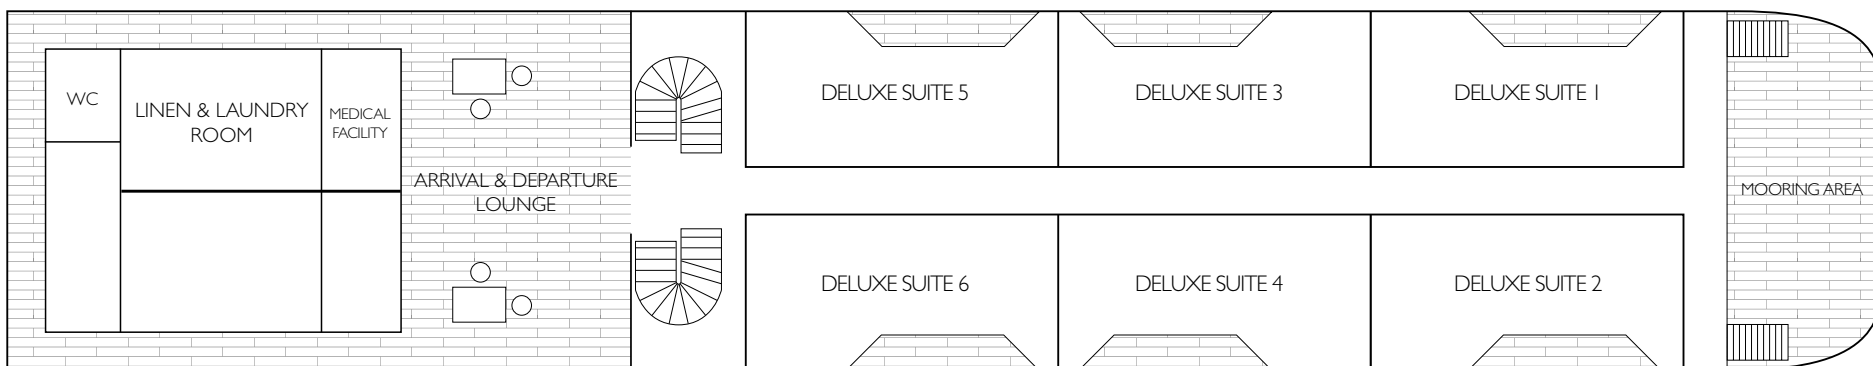 WC
LINEN & LAUNDRY
ROOM
MEDICAL
FACILITY
ARRIVAL & DEPARTURE
LOUNGE
DELUXE SUITE 5
DELUXE SUITE 3
DELUXE SUITE 1
MOORING AREA
DELUXE SUITE 6
DELUXE SUITE 4
DELUXE SUITE 2